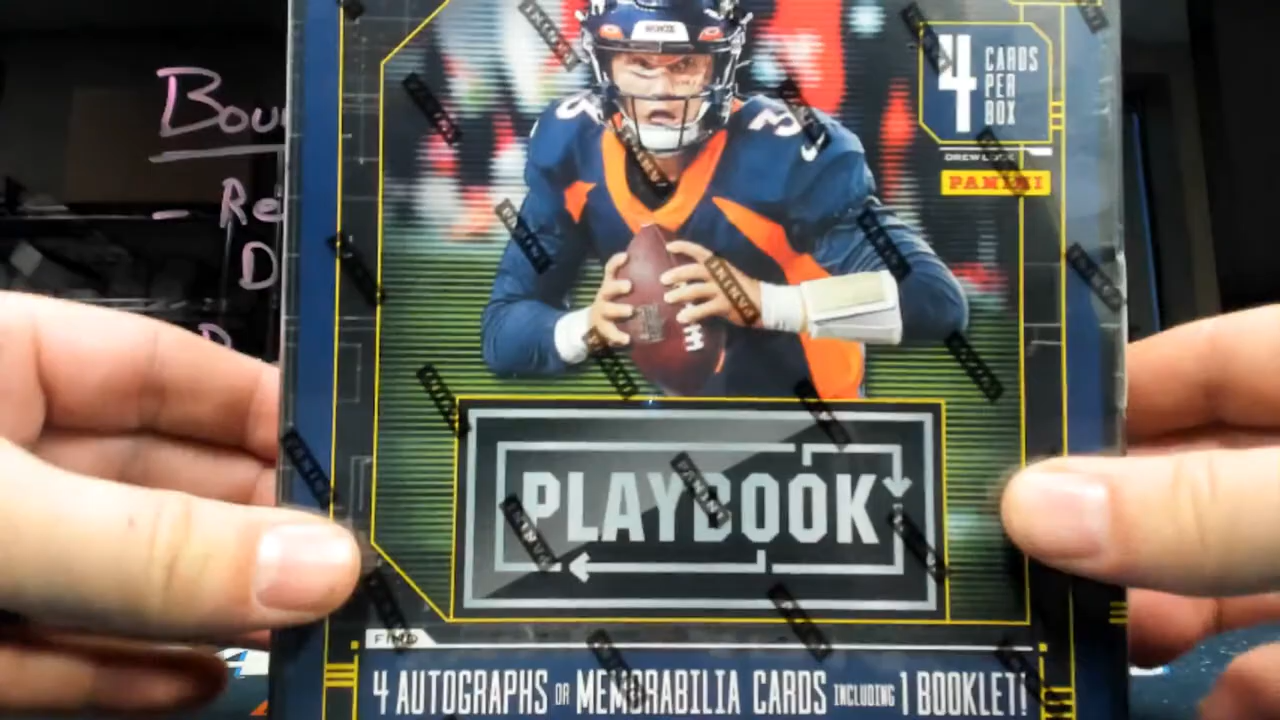 Bou
- Re
D
4 CARDS
PER
BOX
DREW LOCK
PANINI
PLAYBOOK
FIND
4 AUTOGRAPHS OR MEMORABILIA CARDS INCLUDING 1 BOOKLET!